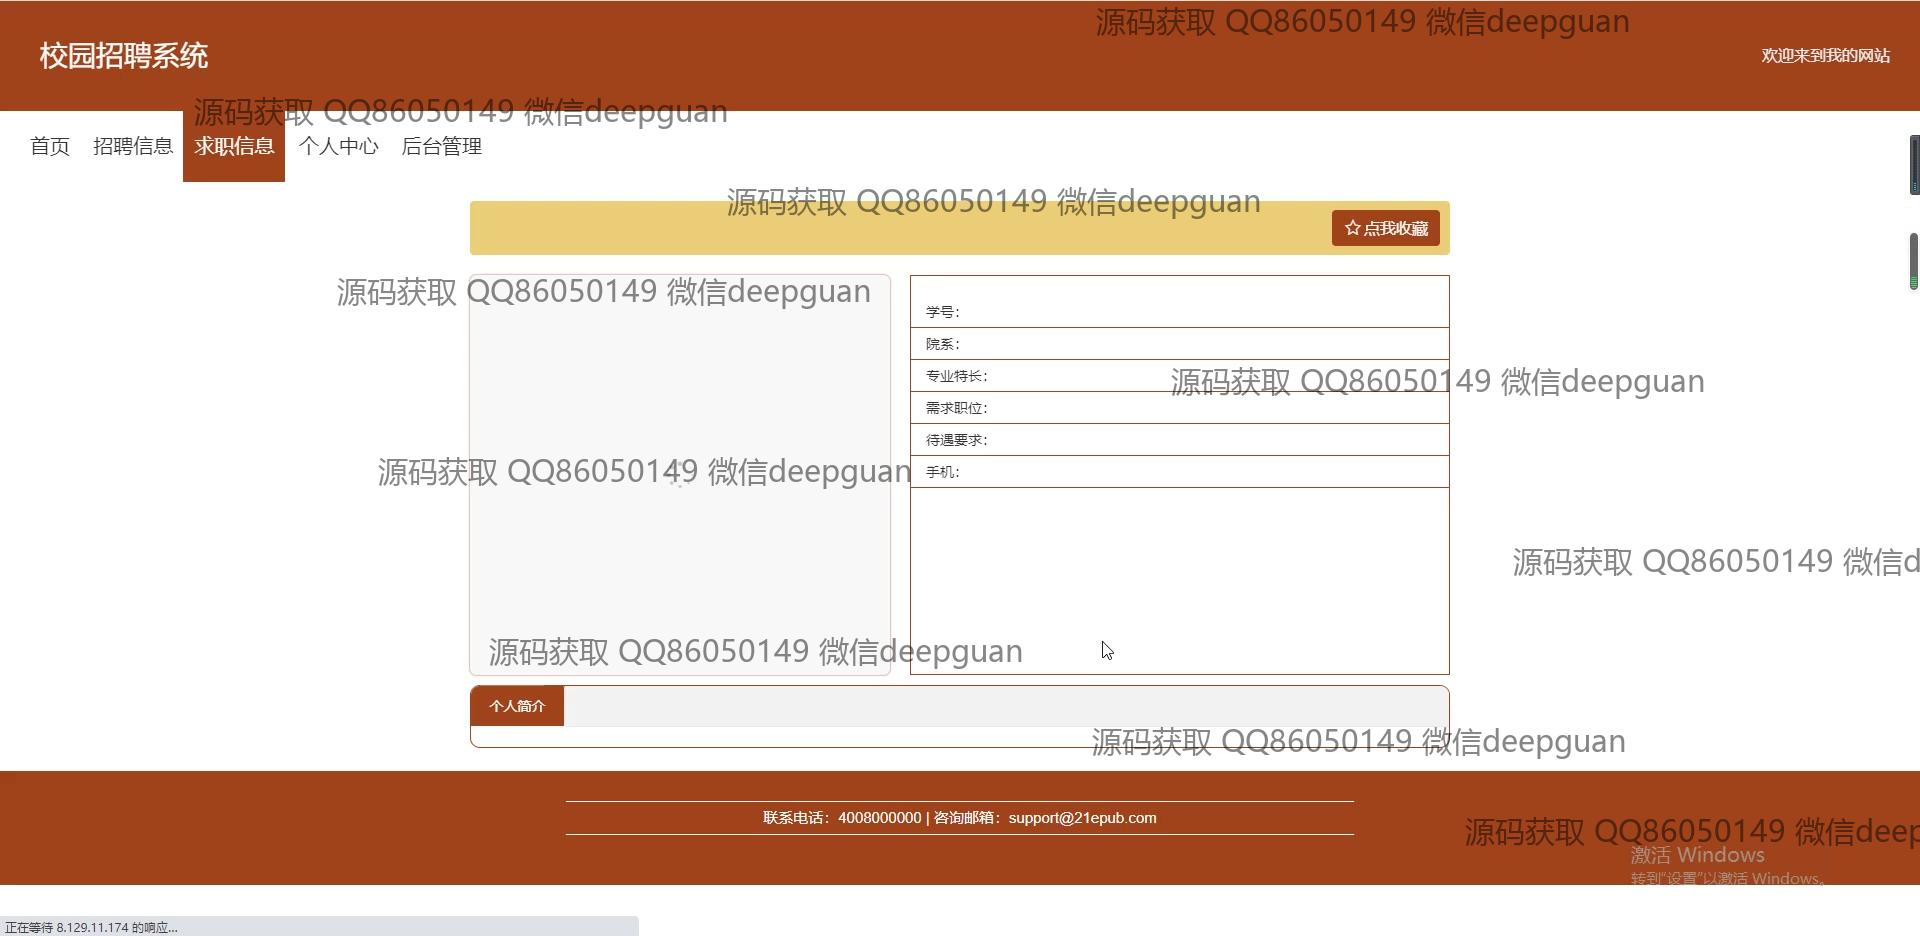 源码获取 QQ86050149 微信deepguan
校园招聘系统
欢迎来到我的网站
源码获取 QQ86050149 微信deepguan
首页 招聘信息 求职信息 个人中心 后台管理
源码获取 QQ86050149 微信deepguan
点我收藏
源码获取 QQ86050149 微信deepguan
学号：
院系：
专业特长：
源码获取 QQ86050149 微信deepguan
需求职位：
待遇要求：
手机：
源码获取 QQ86050149 微信deepguan
源码获取 QQ86050149 微信d
源码获取 QQ86050149 微信deepguan
个人简介
源码获取 QQ86050149 微信deepguan
联系电话：4008000000 | 咨询邮箱：support@21epub.com
源码获取 QQ86050149 微信deep
激活 Windows
转到“设置”以激活 Windows。
正在等待 8.129.11.174 的响应...